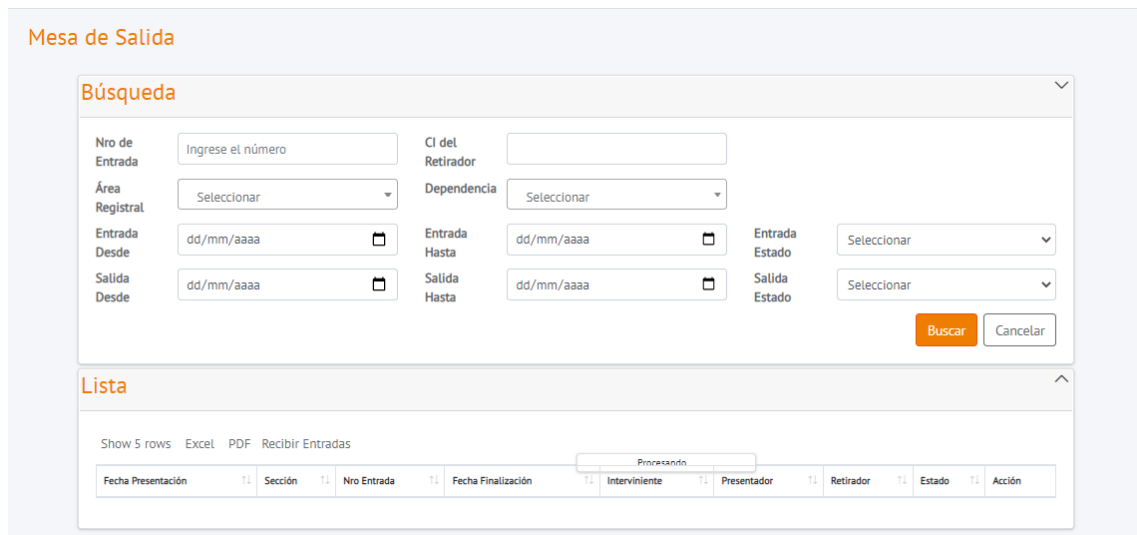 Mesa de Salida
Búsqueda
Nro de Entrada
Ingrese el número
CI del Retirador
Área Registral
Seleccionar
Dependencia
Seleccionar
Entrada Desde
dd/mm/aaaa
Entrada Hasta
dd/mm/aaaa
Entrada Estado
Seleccionar
Salida Desde
dd/mm/aaaa
Salida Hasta
dd/mm/aaaa
Salida Estado
Seleccionar
Buscar Cancelar
Lista
Show 5 rows Excel PDF Recibir Entradas
Procesando
Fecha Presentación Sección Nro Entrada Fecha Finalización Interviniente Presentador Retirador Estado Acción